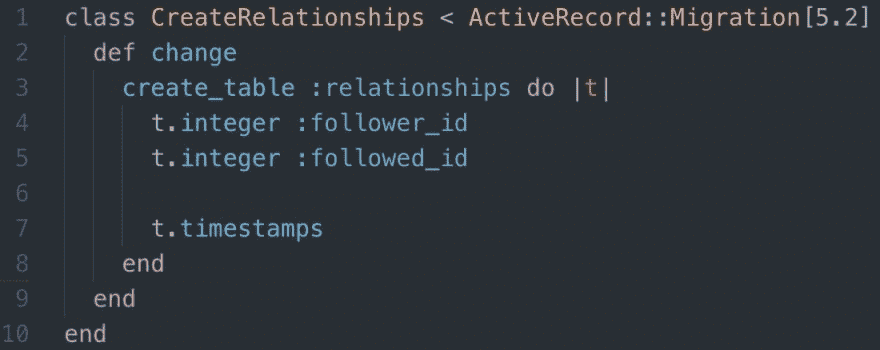 1 class CreateRelationships < ActiveRecord::Migration[5.2]
2   def change
3     create_table :relationships do |t|
4       t.integer :follower_id
5       t.integer :followed_id
6
7       t.timestamps
8     end
9   end
10 end